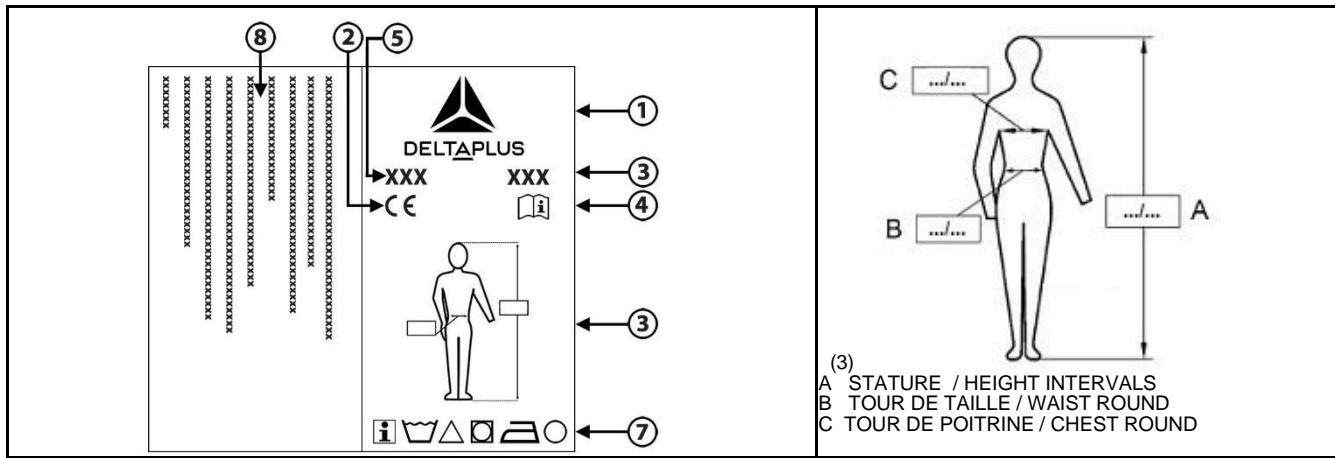 8
2
5
1
DELTAPLUS
XXX
XXX
3
CE
i
4
3
i
7
C
.../...
B
.../...
.../...
A
(3)
A STATURE / HEIGHT INTERVALS
B TOUR DE TAILLE / WAIST ROUND
C TOUR DE POITRINE / CHEST ROUND